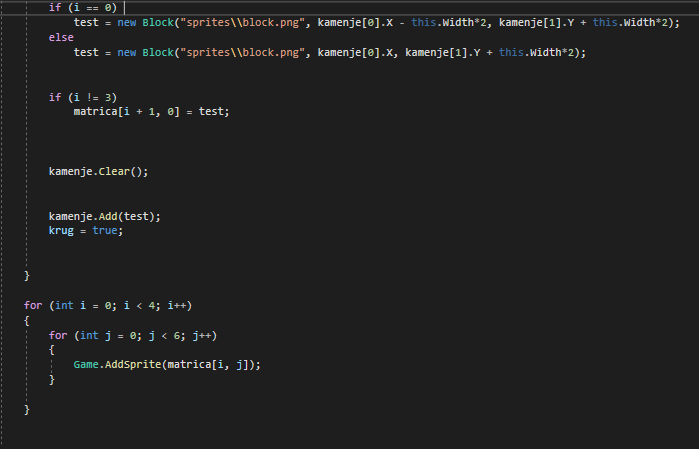 if (i == 0)
test = new Block("sprites\\block.png", kamenje[0].X - this.Width*2, kamenje[1].Y + this.Width*2);
else
test = new Block("sprites\\block.png", kamenje[0].X, kamenje[1].Y + this.Width*2);
if (i != 3)
matrica[i + 1, 0] = test;
kamenje.Clear();
kamenje.Add(test);
krug = true;
}
for (int i = 0; i < 4; i++)
{
for (int j = 0; j < 6; j++)
{
Game.AddSprite(matrica[i, j]);
}
}